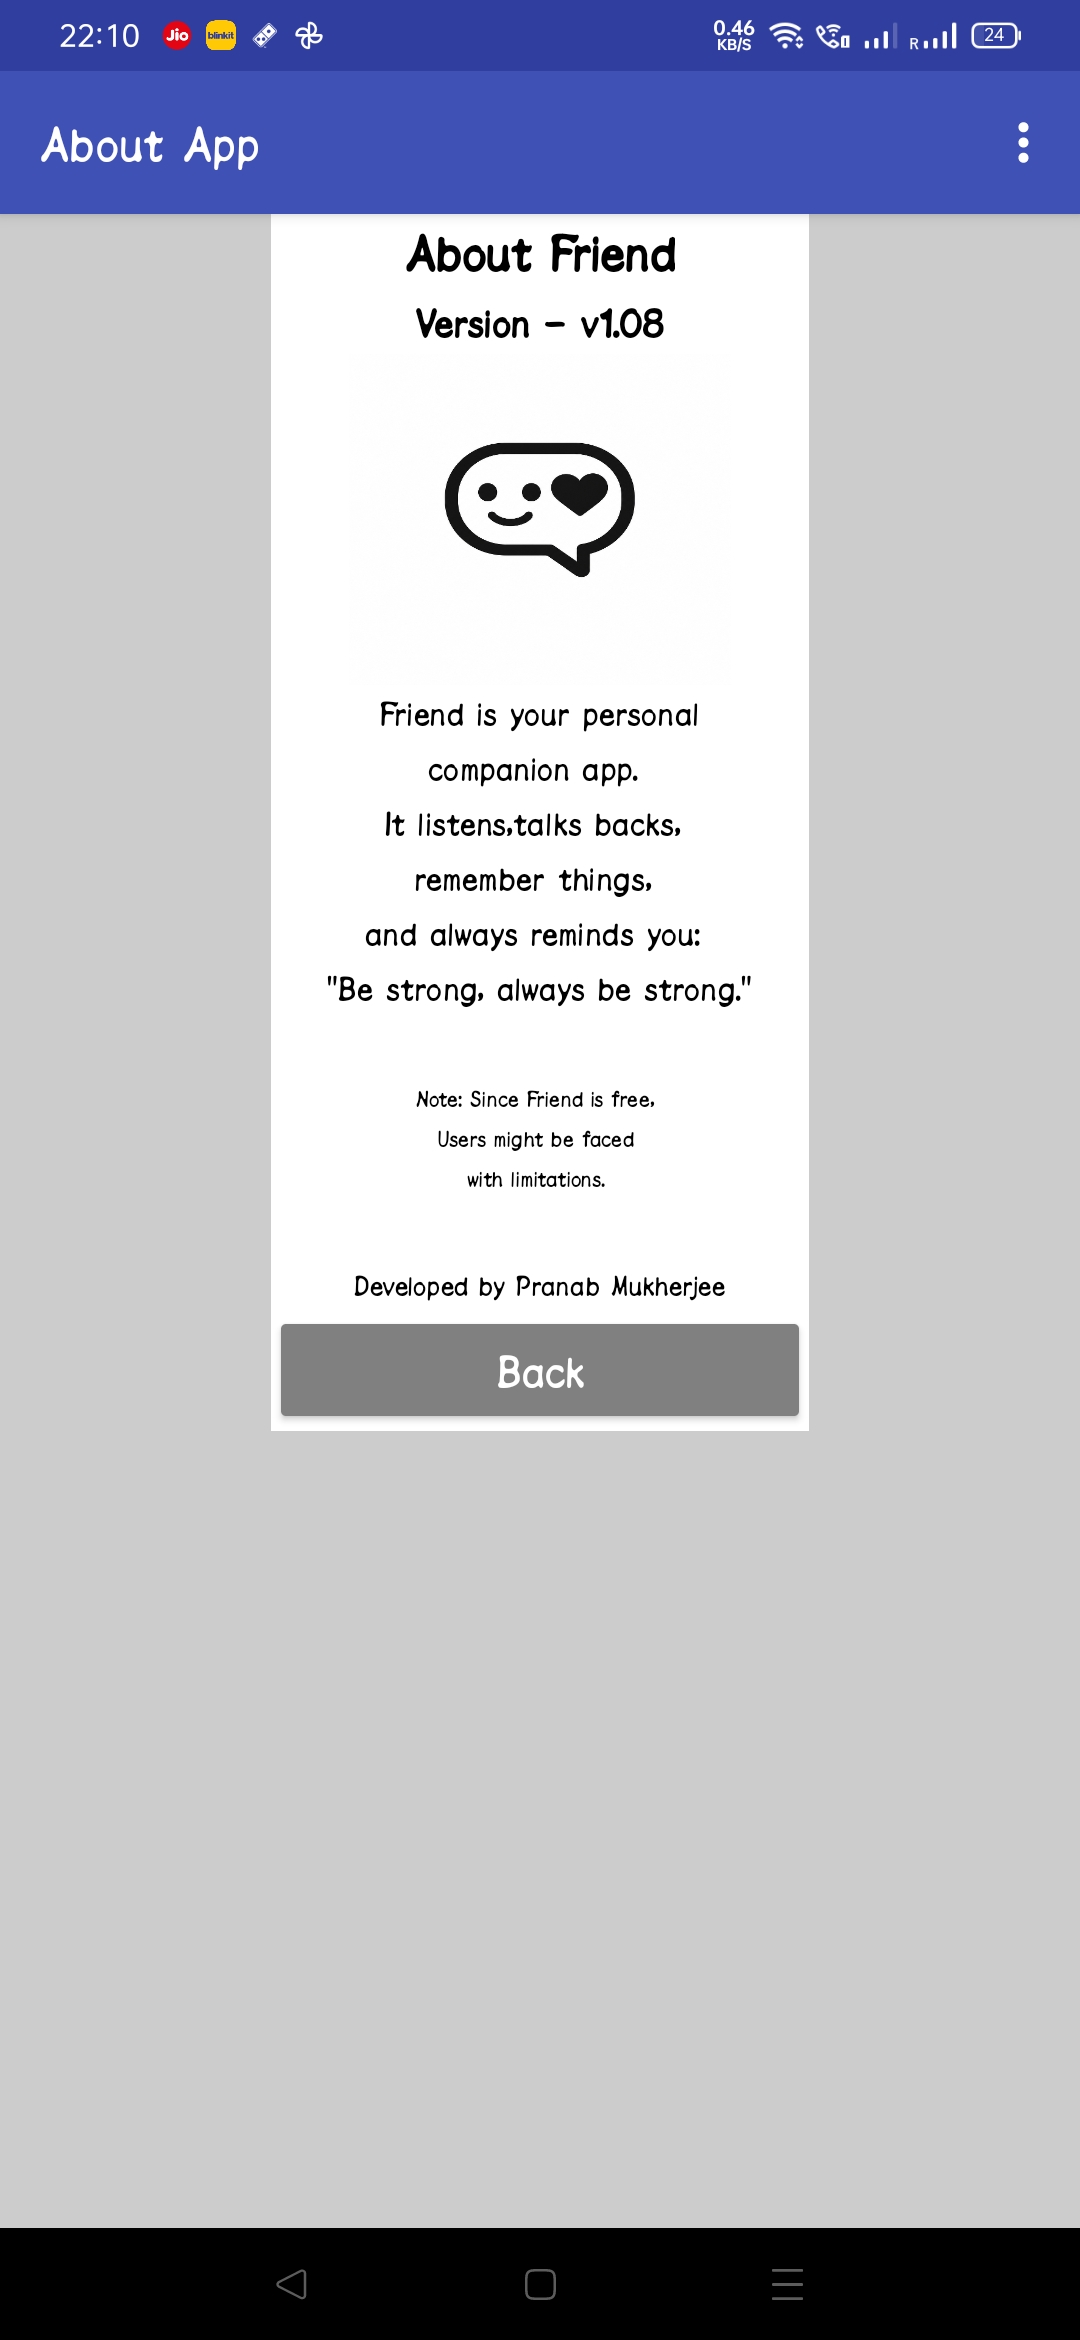 22:10 Jio blinkit 0.46 KB/S R 24
About App
About Friend
Version - v1.08
Friend is your personal
companion app.
It listens,talks backs,
remember things,
and always reminds you:
"Be strong, always be strong."
Note: Since Friend is free,
Users might be faced
with limitations.
Developed by Pranab Mukherjee
Back